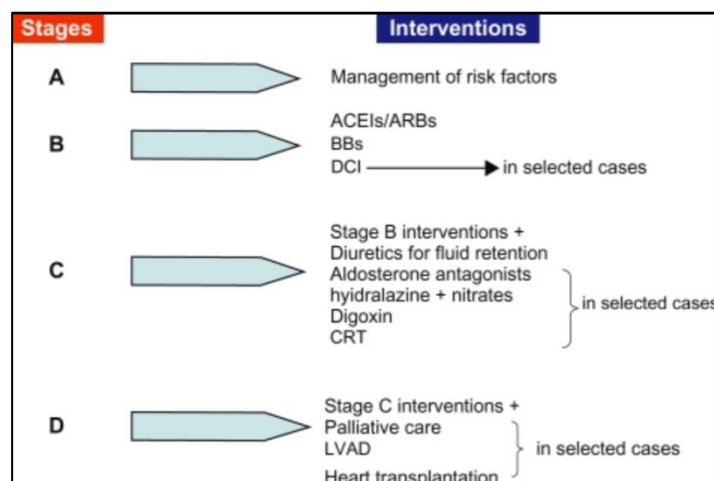 Stages Interventions
A Management of risk factors
ACEIs/ARBs
B BBs
DCI in selected cases
Stage B interventions +
Diuretics for fluid retention
C Aldosterone antagonists
hyidralazine + nitrates in selected cases
Digoxin
CRT
Stage C interventions +
D Palliative care
LVAD in selected cases
Heart transplantation